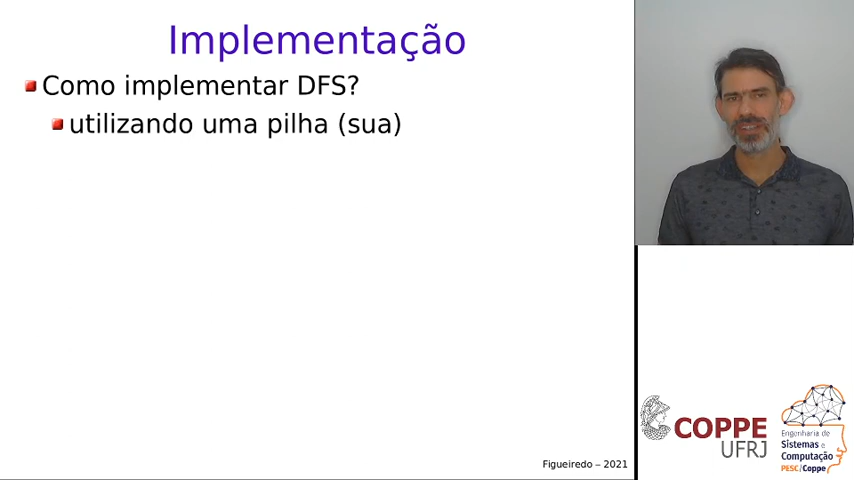 Implementação
Como implementar DFS?
utilizando uma pilha (sua)
COPPE
UFRJ
Engenharia de
Sistemas e
Computação
PESC/Coppe
Figueiredo – 2021